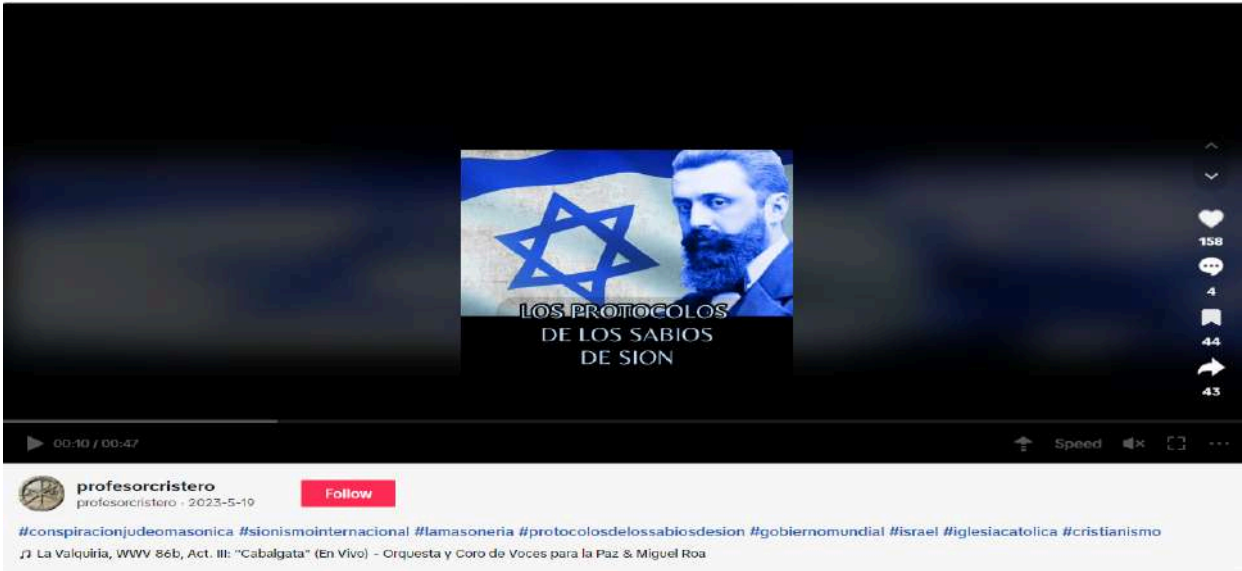 158
4
44
43
LOS PROTOCOLOS
DE LOS SABIOS
DE SION
00:10 / 00:47
Speed
profesorcristero
profesorcristero · 2023-5-19
Follow
#conspiracionjudeomasonica #sionismointernacional #lamasoneria #protocolosdelossabiosdesion #gobiernomundial #israel #iglesiacatolica #cristianismo
La Valquiria, WWV 86b, Act. III: "Cabalgata" (En Vivo) - Orquesta y Coro de Voces para la Paz & Miguel Roa